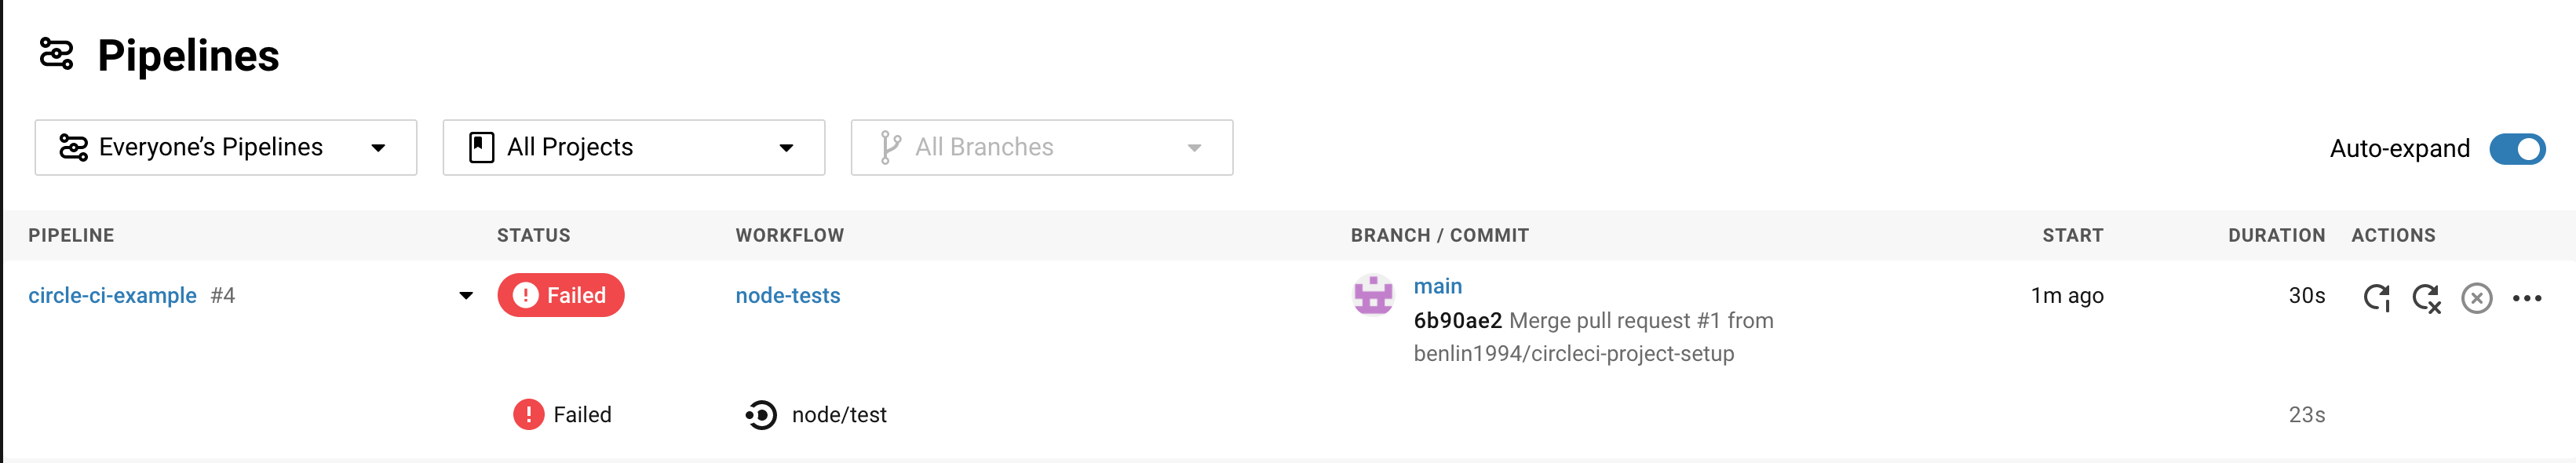 Pipelines
Everyone’s Pipelines
All Projects
All Branches
Auto-expand
PIPELINE STATUS WORKFLOW BRANCH / COMMIT START DURATION ACTIONS
circle-ci-example #4 Failed node-tests main 1m ago 30s
6b90ae2 Merge pull request #1 from
benlin1994/circleci-project-setup
Failed node/test 23s